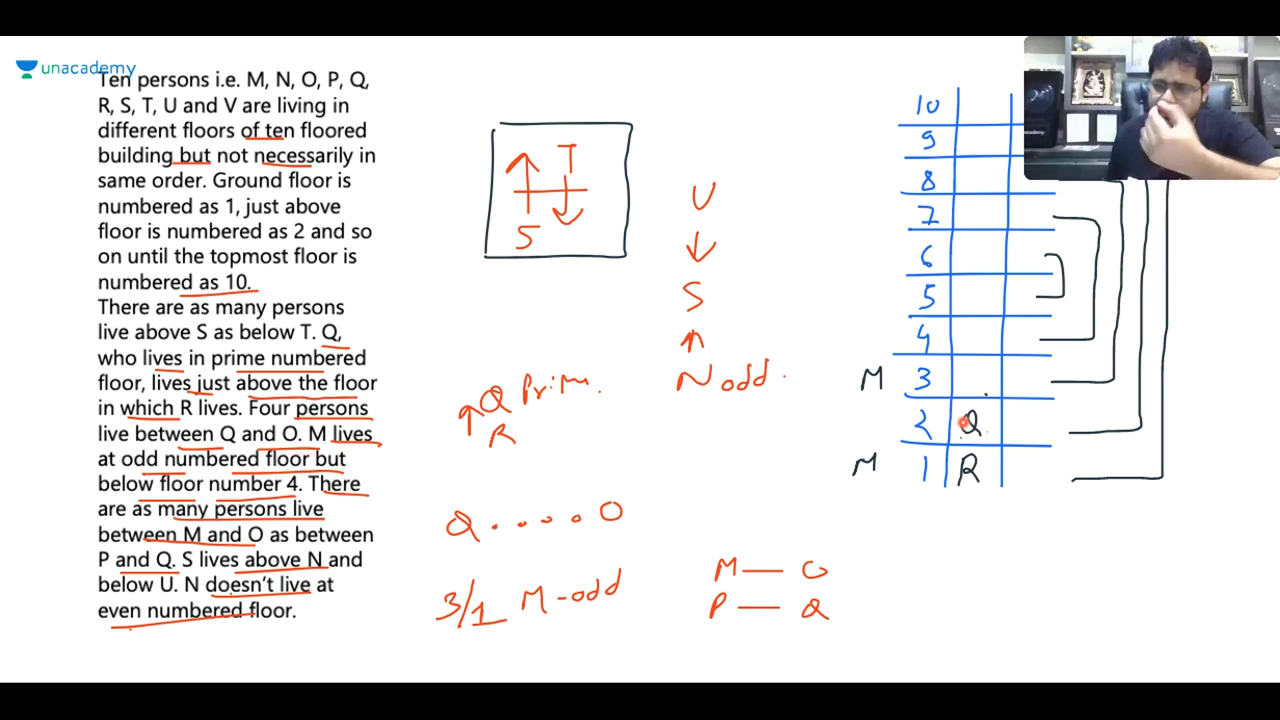 unacademy
Ten persons i.e. M, N, O, P, Q,
R, S, T, U and V are living in
different floors of ten floored
building but not necessarily in
same order. Ground floor is
numbered as 1, just above
floor is numbered as 2 and so
on until the topmost floor is
numbered as 10.
There are as many persons
live above S as below T. Q,
who lives in prime numbered
floor, lives just above the floor
in which R lives. Four persons
live between Q and O. M lives
at odd numbered floor but
below floor number 4. There
are as many persons live
between M and O as between
P and Q. S lives above N and
below U. N doesn't live at
even numbered floor.
↑ T
S ↓
U
↓
S
↑
N odd.
↑ Q Prim.
R
Q . . . . O
3/1 M-odd
M — O
P — Q
10
9
8
7
6
5
4
M 3
2 Q
M 1 R